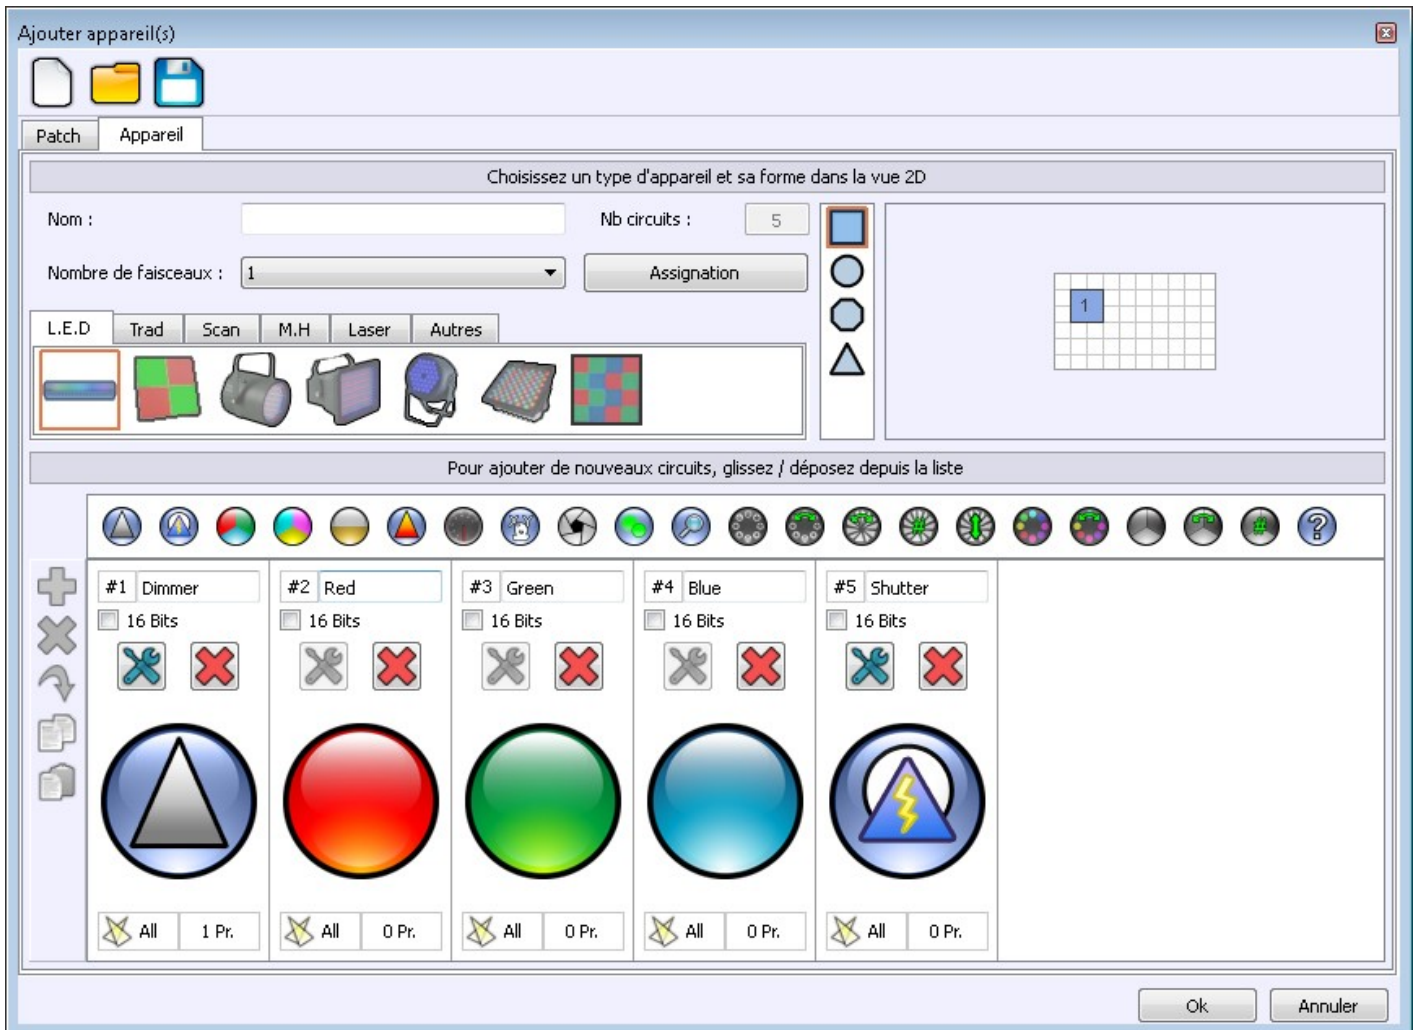 Ajouter appareil(s)
Patch Appareil
Choisissez un type d'appareil et sa forme dans la vue 2D
Nom : Nb circuits : 5
Nombre de faisceaux : 1 Assignation
1
L.E.D Trad Scan M.H Laser Autres
Pour ajouter de nouveaux circuits, glissez / déposez depuis la liste
# # ?
#1 Dimmer #2 Red #3 Green #4 Blue #5 Shutter
16 Bits 16 Bits 16 Bits 16 Bits 16 Bits
All 1 Pr. All 0 Pr. All 0 Pr. All 0 Pr. All 0 Pr.
Ok Annuler